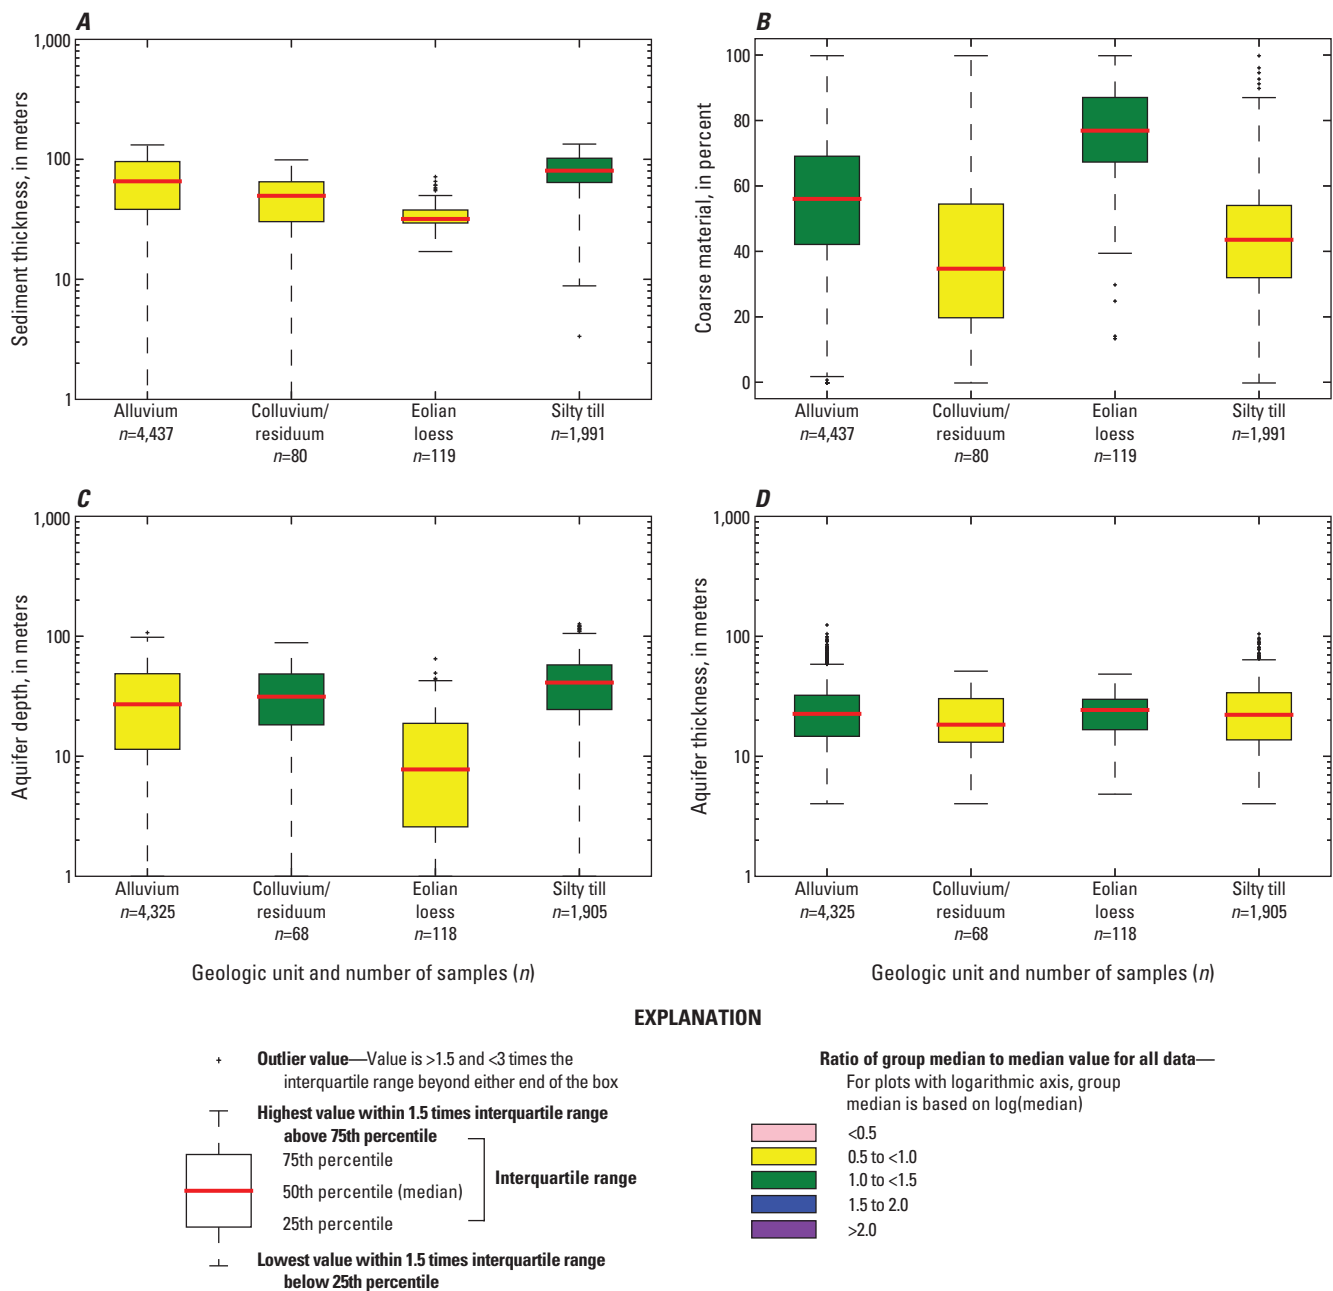 A
1,000
100
10
1
Sediment thickness, in meters
Alluvium
n=4,437
Colluvium/
residuum
n=80
Eolian
loess
n=119
Silty till
n=1,991
B
100
80
60
40
20
0
Coarse material, in percent
Alluvium
n=4,437
Colluvium/
residuum
n=80
Eolian
loess
n=119
Silty till
n=1,991
C
1,000
100
10
1
Aquifer depth, in meters
Alluvium
n=4,325
Colluvium/
residuum
n=68
Eolian
loess
n=118
Silty till
n=1,905
Geologic unit and number of samples (n)
D
1,000
100
10
1
Aquifer thickness, in meters
Alluvium
n=4,325
Colluvium/
residuum
n=68
Eolian
loess
n=118
Silty till
n=1,905
Geologic unit and number of samples (n)
EXPLANATION
Outlier value—Value is >1.5 and <3 times the
interquartile range beyond either end of the box
Highest value within 1.5 times interquartile range
above 75th percentile
75th percentile
50th percentile (median)
25th percentile
Interquartile range
Lowest value within 1.5 times interquartile range
below 25th percentile
Ratio of group median to median value for all data—
For plots with logarithmic axis, group
median is based on log(median)
<0.5
0.5 to <1.0
1.0 to <1.5
1.5 to 2.0
>2.0